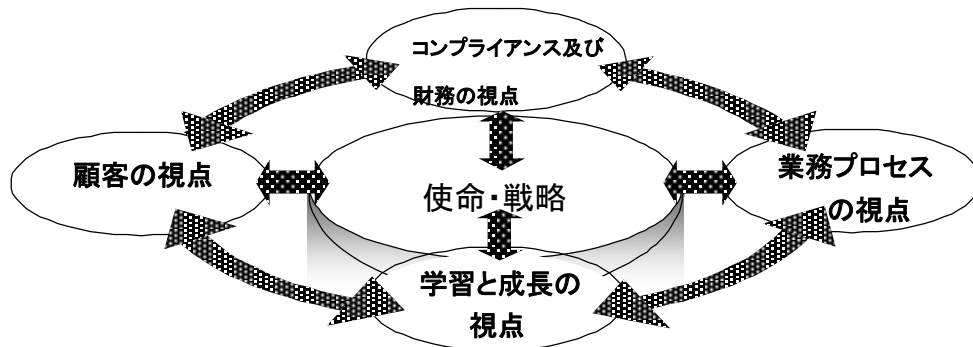 コンプライアンス及び
財務の視点
顧客の視点
使命・戦略
業務プロセス
の視点
学習と成長の
視点